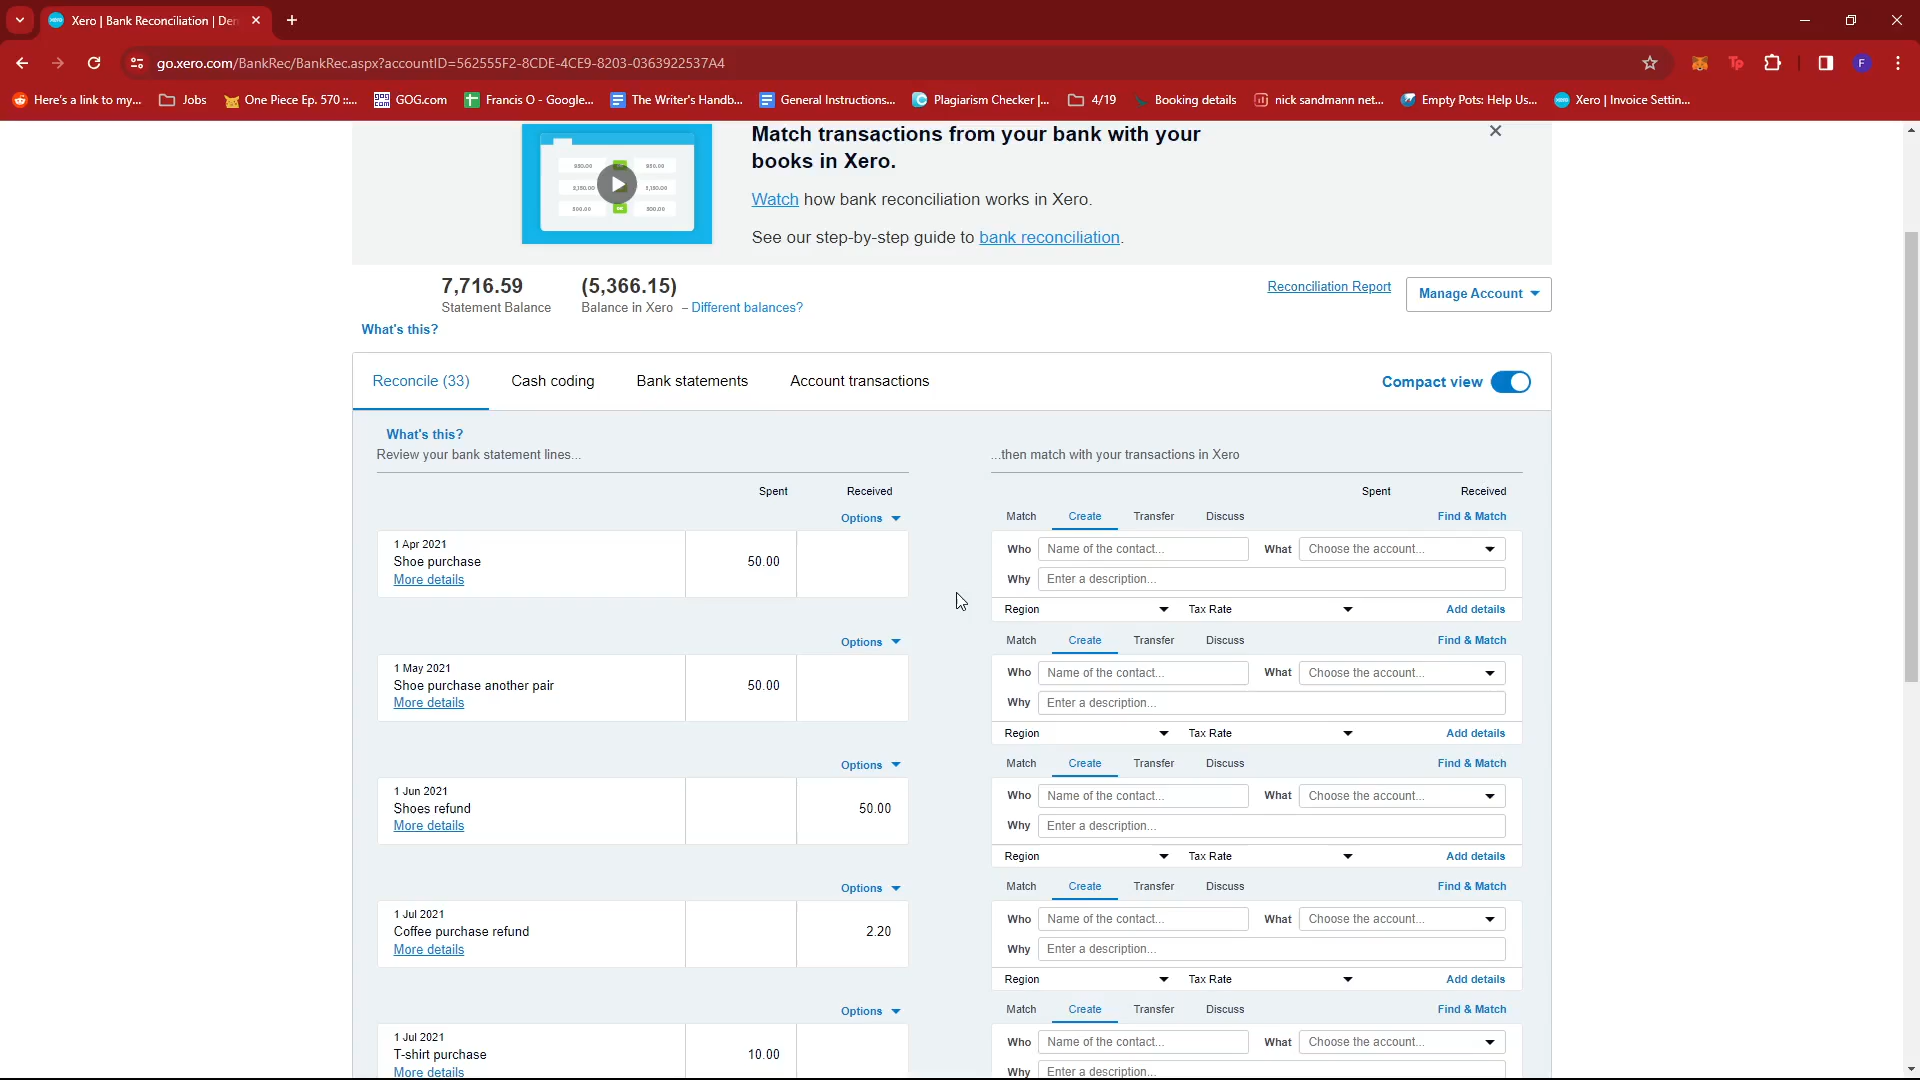 Xero | Bank Reconciliation | Den
go.xero.com/BankRec/BankRec.aspx?accountID=562555F2-8CDE-4CE9-8203-0363922537A4
Tp
F
Here's a link to my...
Jobs
One Piece Ep. 570 ::...
GOG.com
Francis O - Google...
The Writer's Handb...
General Instructions...
Plagiarism Checker |...
4/19
Booking details
nick sandmann net...
Empty Pots: Help Us...
Xero | Invoice Settin...
Match transactions from your bank with your
books in Xero.
Watch how bank reconciliation works in Xero.
See our step-by-step guide to bank reconciliation.
7,716.59
Statement Balance
(5,366.15)
Balance in Xero – Different balances?
Reconciliation Report
Manage Account
What's this?
Reconcile (33)
Cash coding
Bank statements
Account transactions
Compact view
What's this?
Review your bank statement lines...
...then match with your transactions in Xero
Spent Received
Spent Received
Options
Match Create Transfer Discuss Find & Match
1 Apr 2021
Shoe purchase
More details
50.00
Who Name of the contact... What Choose the account...
Why Enter a description...
Region Tax Rate Add details
Options
Match Create Transfer Discuss Find & Match
1 May 2021
Shoe purchase another pair
More details
50.00
Who Name of the contact... What Choose the account...
Why Enter a description...
Region Tax Rate Add details
Options
Match Create Transfer Discuss Find & Match
1 Jun 2021
Shoes refund
More details
50.00
Who Name of the contact... What Choose the account...
Why Enter a description...
Region Tax Rate Add details
Options
Match Create Transfer Discuss Find & Match
1 Jul 2021
Coffee purchase refund
More details
2.20
Who Name of the contact... What Choose the account...
Why Enter a description...
Region Tax Rate Add details
Options
Match Create Transfer Discuss Find & Match
1 Jul 2021
T-shirt purchase
More details
10.00
Who Name of the contact... What Choose the account...
Why Enter a description...